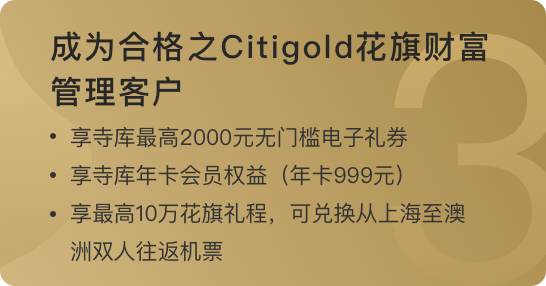 成为合格之Citigold花旗财富
管理客户
• 享寺库最高2000元无门槛电子礼券
• 享寺库年卡会员权益（年卡999元）
• 享最高10万花旗礼程，可兑换从上海至澳
洲双人往返机票
3